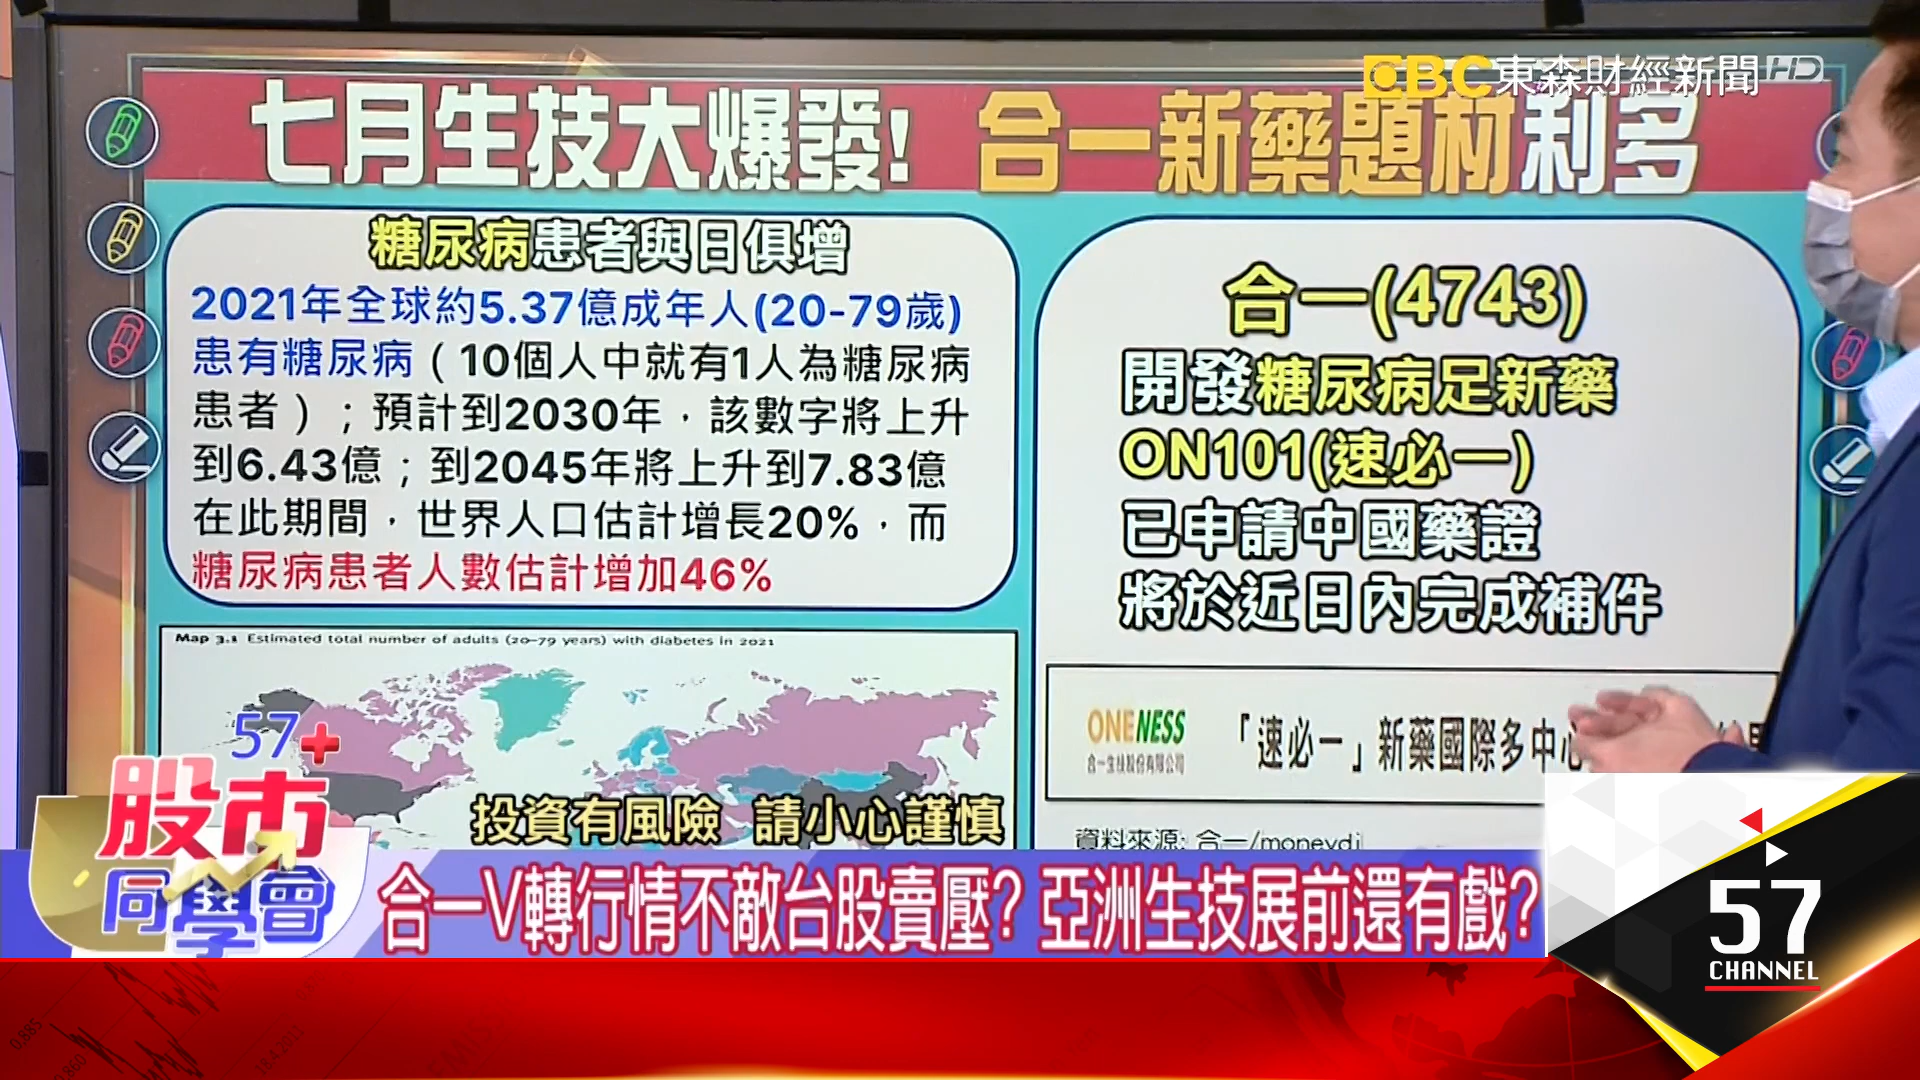 EBC東森財經新聞HD
七月生技大爆發! 合一新藥題材利多
糖尿病患者與日俱增
2021年全球約5.37億成年人(20-79歲)
患有糖尿病（10個人中就有1人為糖尿病
患者）；預計到2030年，該數字將上升
到6.43億；到2045年將上升到7.83億
在此期間，世界人口估計增長20%，而
糖尿病患者人數估計增加46%
Map 3.1 Estimated total number of adults (20–79 years) with diabetes in 2021
合一(4743)
開發糖尿病足新藥
ON101(速必一)
已申請中國藥證
將於近日內完成補件
ONENESS
合一生技股份有限公司
「速必一」新藥國際多中心
資料來源: 合一/moneydj
投資有風險 請小心謹慎
57+
股市
同學會
合一V轉行情不敵台股賣壓? 亞洲生技展前還有戲?
57
CHANNEL